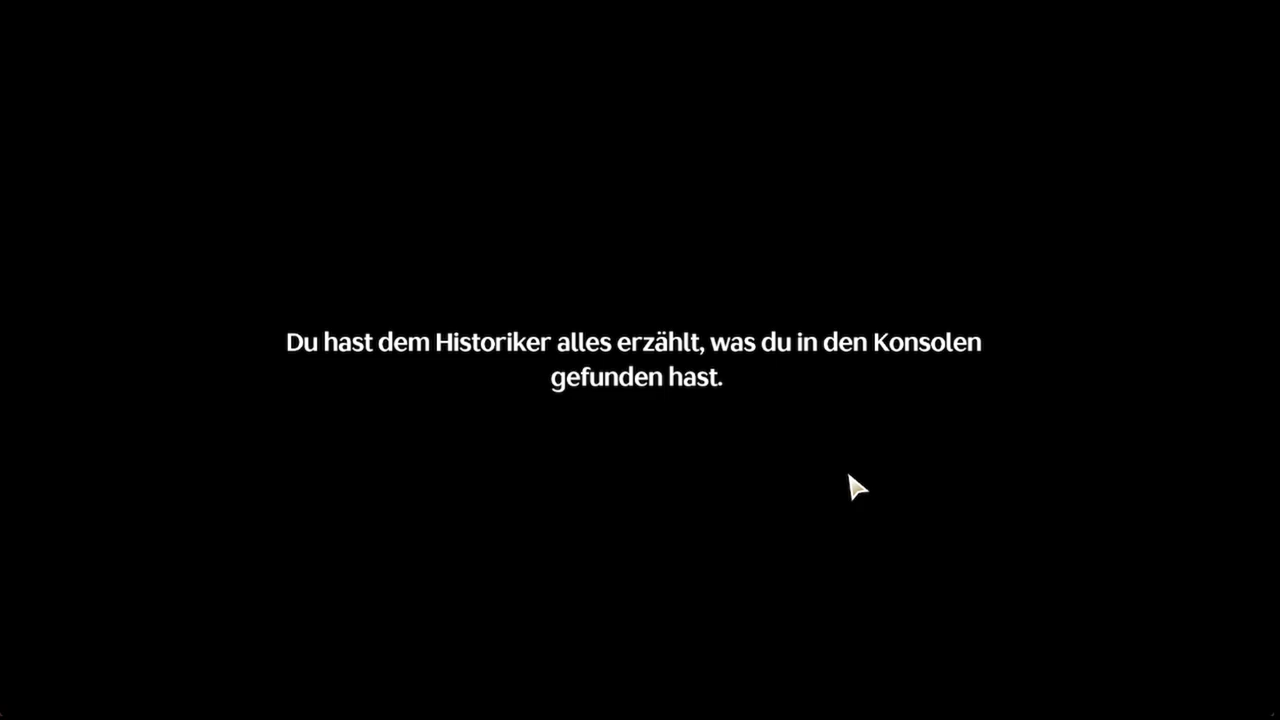 Du hast dem Historiker alles erzählt, was du in den Konsolen
gefunden hast.